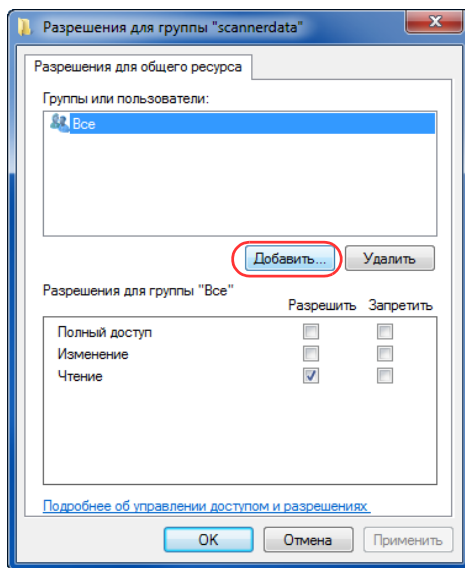 Разрешения для группы "scannerdata"
Разрешения для общего ресурса
Группы или пользователи:
Все
Добавить...
Удалить
Разрешения для группы "Все"
Разрешить Запретить
Полный доступ
Изменение
Чтение
Подробнее об управлении доступом и разрешениях
OK
Отмена
Применить